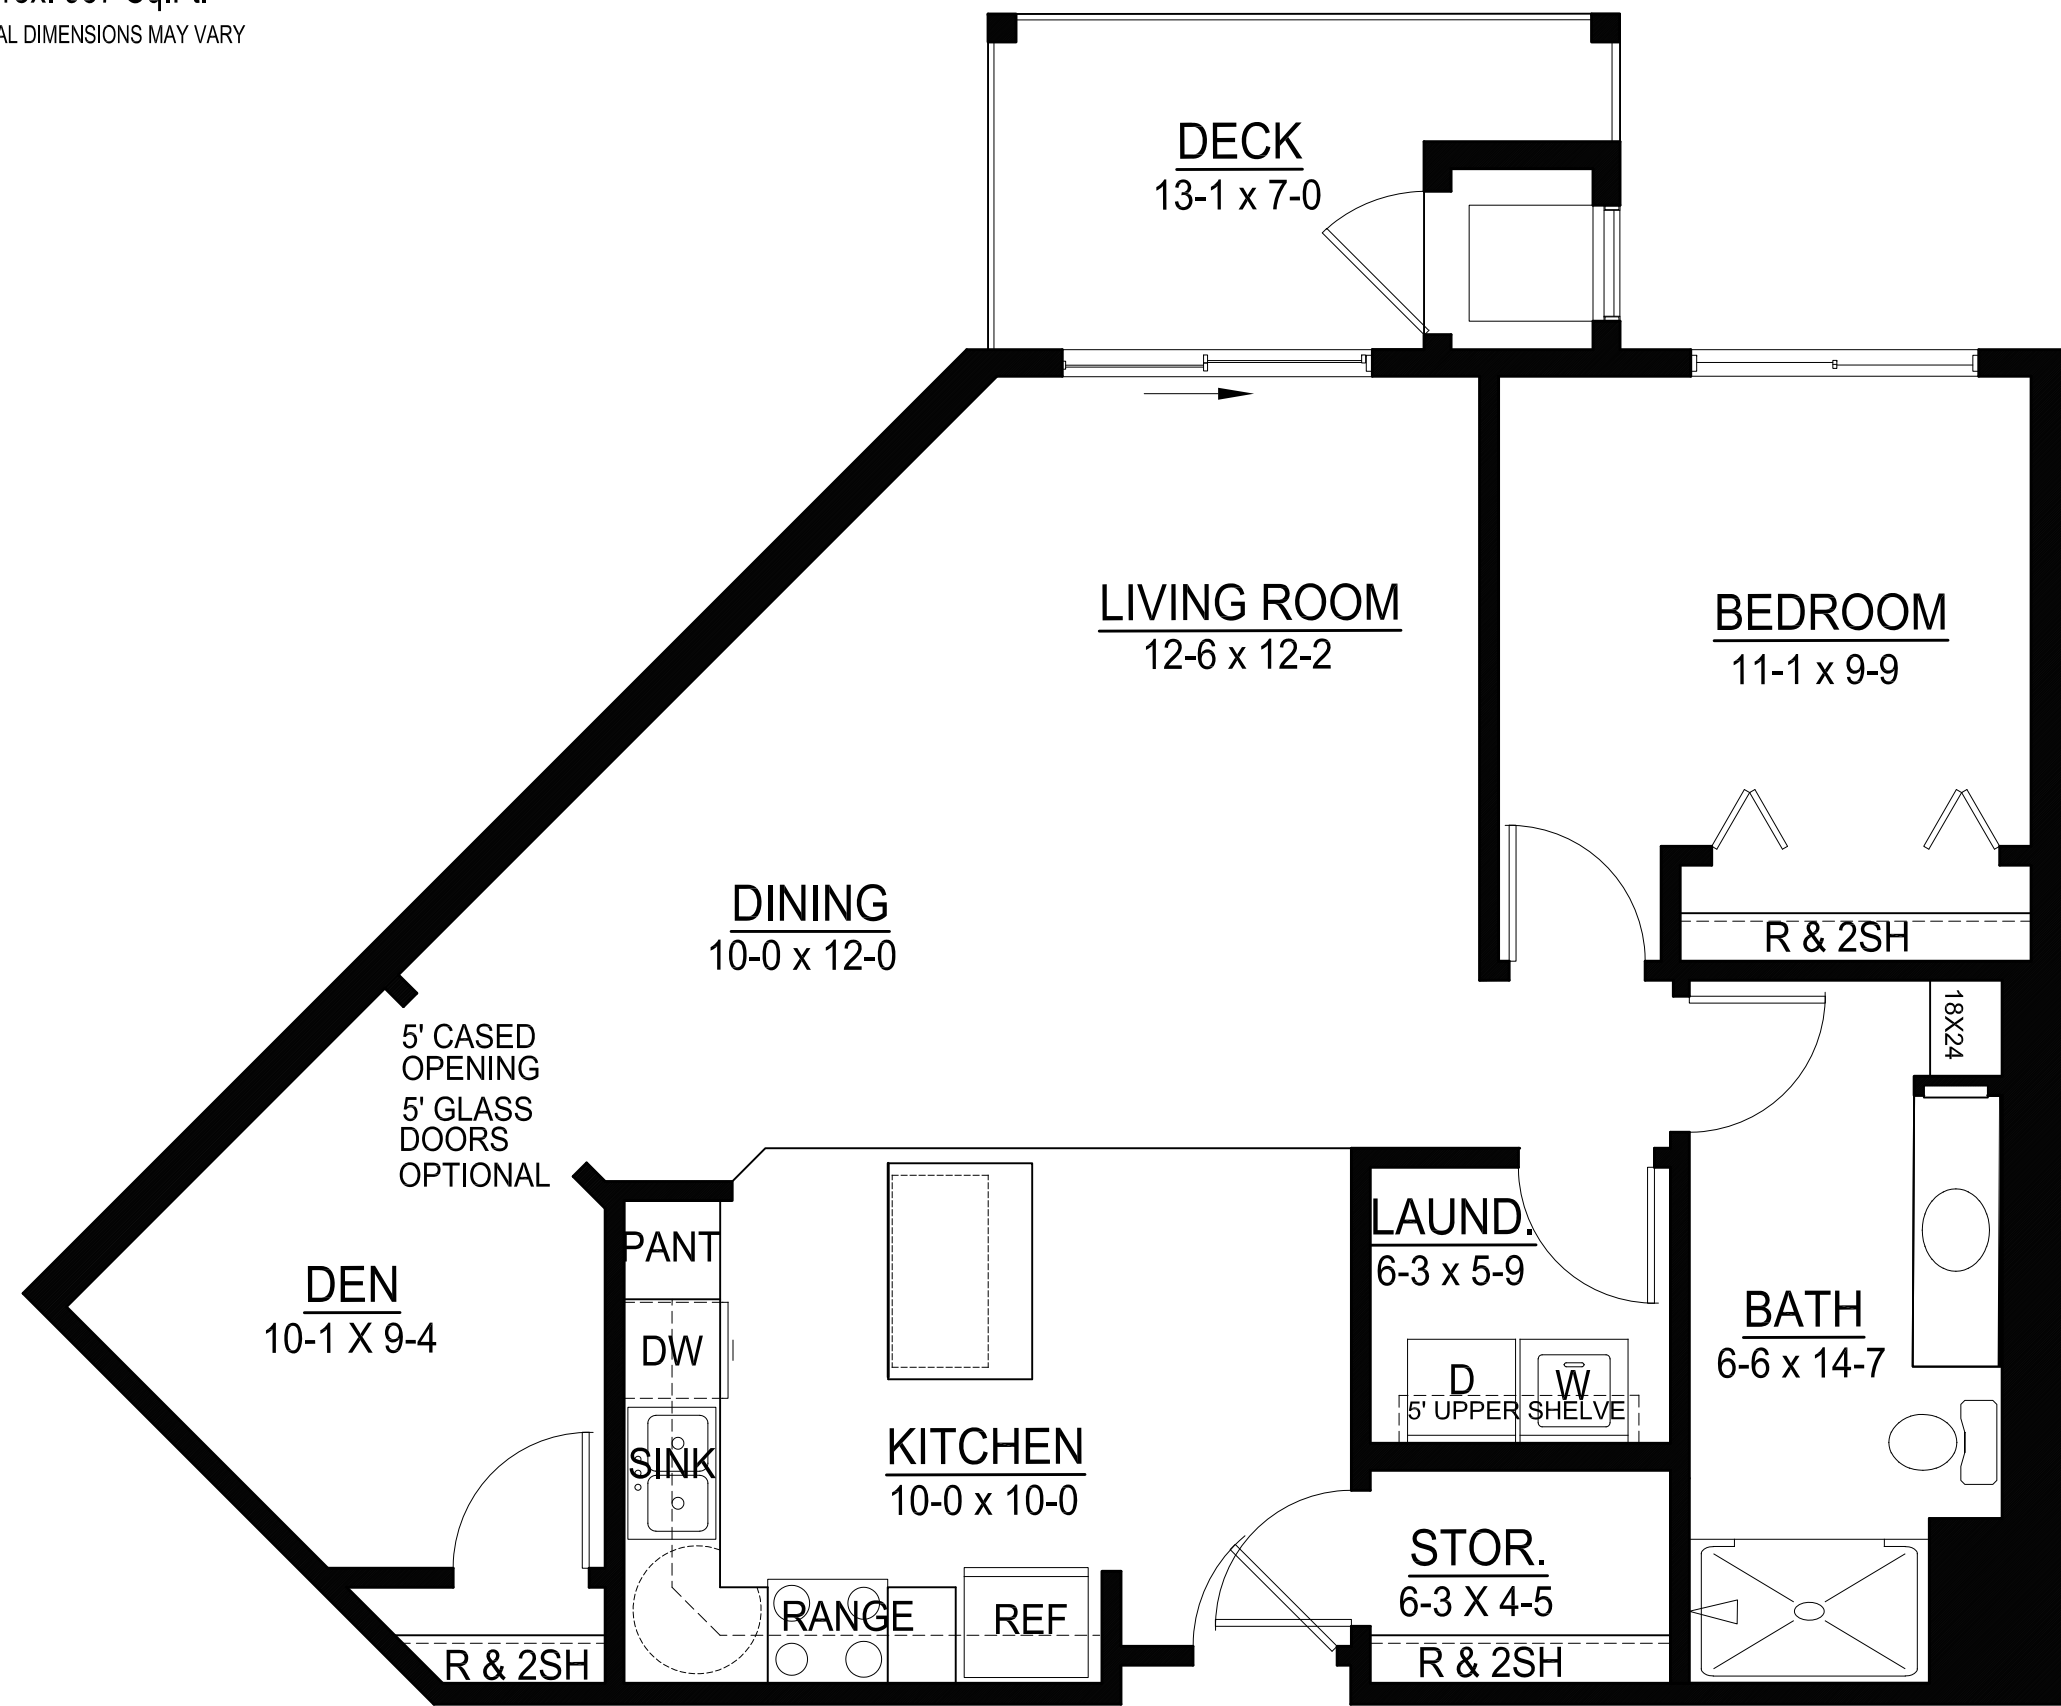 AL DIMENSIONS MAY VARY
DECK
13-1 x 7-0
LIVING ROOM
12-6 x 12-2
BEDROOM
11-1 x 9-9
R & 2SH
DINING
10-0 x 12-0
5' CASED
OPENING
5' GLASS
DOORS
OPTIONAL
18X24
PANT
LAUND.
6-3 x 5-9
DEN
10-1 X 9-4
DW
BATH
6-6 x 14-7
D
W
5' UPPER SHELVE
SINK
KITCHEN
10-0 x 10-0
STOR.
6-3 X 4-5
RANGE
REF
R & 2SH
R & 2SH